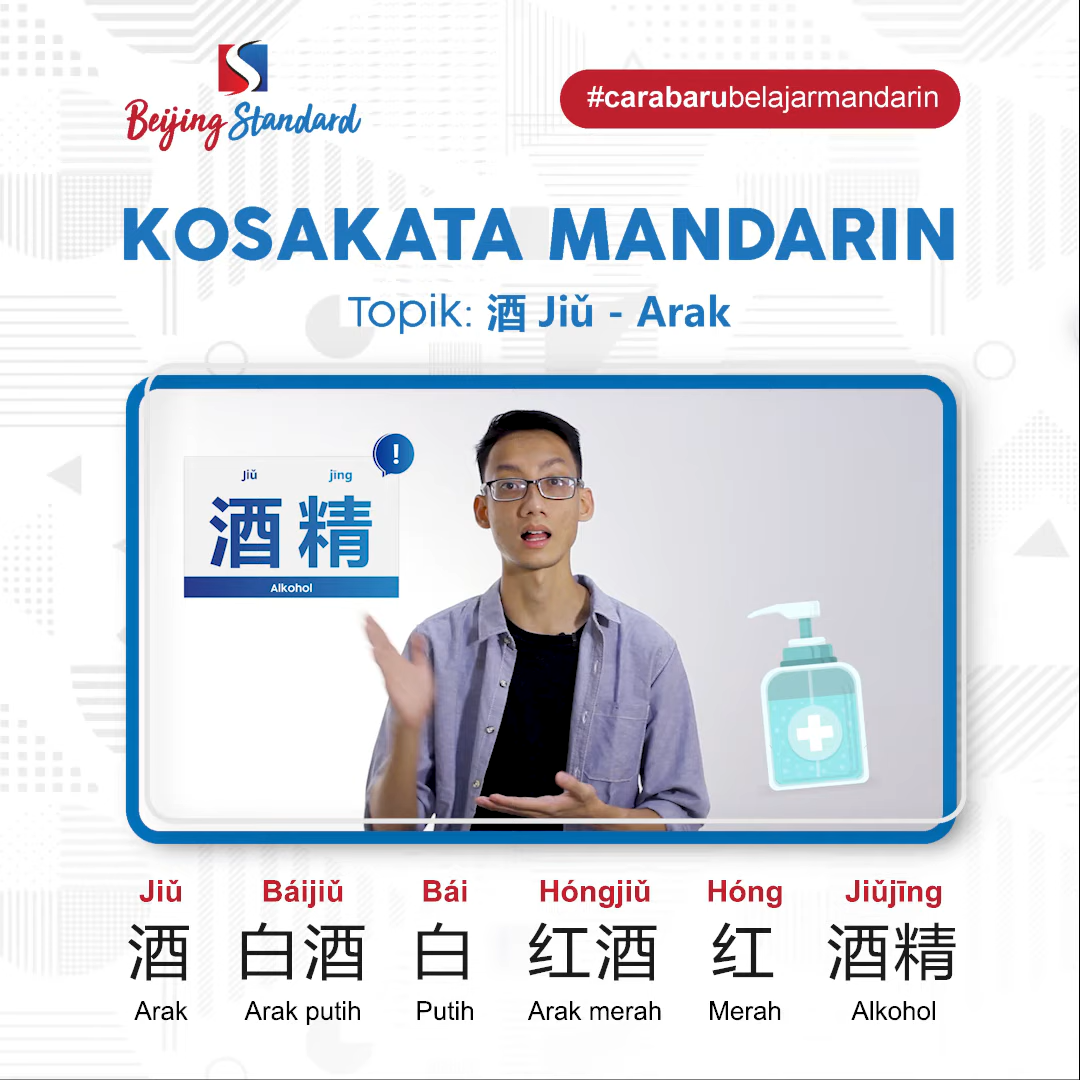 Beijing Standard
#carabarubelajarmandarin
KOSAKATA MANDARIN
Topik: 酒 Jiǔ - Arak
Jiǔ jīng
!
酒精
Alkohol
Jiǔ Báijiǔ Bái Hóngjiǔ Hóng Jiǔjīng
酒 白酒 白 红酒 红 酒精
Arak Arak putih Putih Arak merah Merah Alkohol